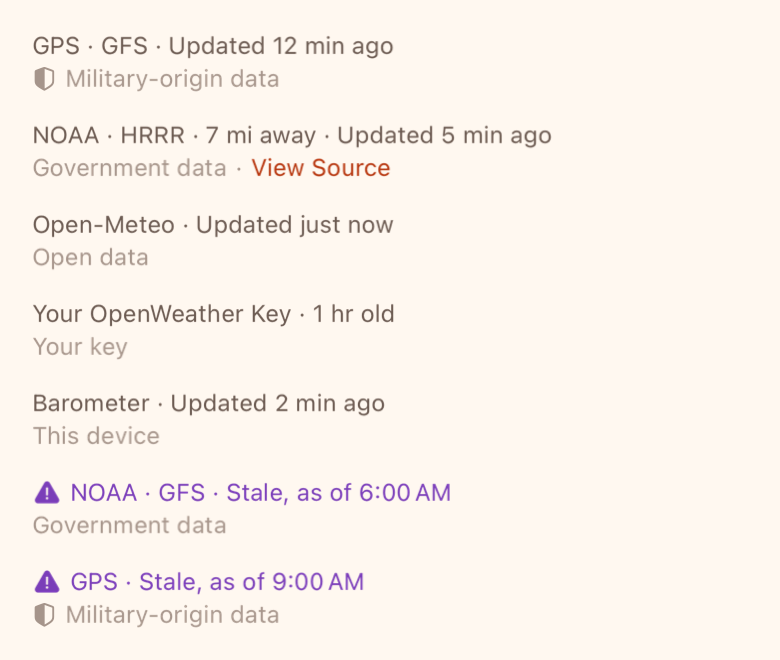 GPS · GFS · Updated 12 min ago
Military-origin data
NOAA · HRRR · 7 mi away · Updated 5 min ago
Government data · View Source
Open-Meteo · Updated just now
Open data
Your OpenWeather Key · 1 hr old
Your key
Barometer · Updated 2 min ago
This device
NOAA · GFS · Stale, as of 6:00 AM
Government data
GPS · Stale, as of 9:00 AM
Military-origin data